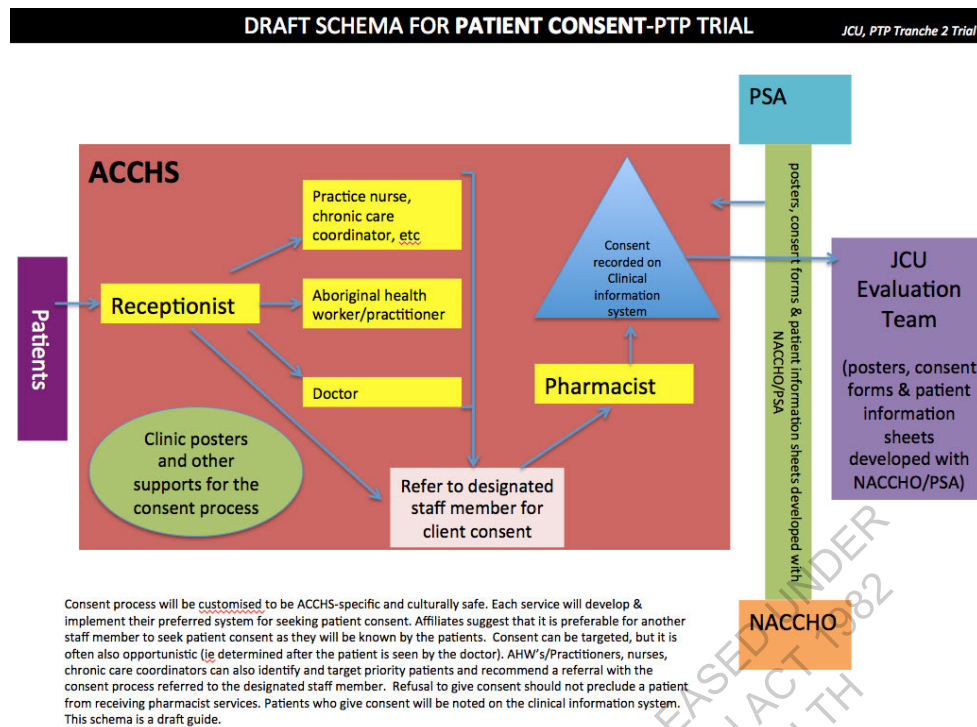 DRAFT SCHEMA FOR PATIENT CONSENT-PTP TRIAL
JCU, PTP Tranche 2 Trial
PSA
ACCHS
Practice nurse,
chronic care
coordinator, etc
Aboriginal health
worker/practitioner
Doctor
Patients
Receptionist
Clinic posters
and other
supports for the
consent process
Refer to designated
staff member for
client consent
Pharmacist
Consent
recorded on
Clinical
information
system
posters, consent forms & patient information sheets developed with
NACCHO/PSA
JCU
Evaluation
Team
(posters, consent
forms & patient
information
sheets
developed with
NACCHO/PSA)
NACCHO
Consent process will be customised to be ACCHS-specific and culturally safe. Each service will develop &
implement their preferred system for seeking patient consent. Affiliates suggest that it is preferable for another
staff member to seek patient consent as they will be known by the patients.  Consent can be targeted, but it is
often also opportunistic (ie determined after the patient is seen by the doctor). AHW's/Practitioners, nurses,
chronic care coordinators can also identify and target priority patients and recommend a referral with the
consent process referred to the designated staff member.  Refusal to give consent should not preclude a patient
from receiving pharmacist services. Patients who give consent will be noted on the clinical information system.
This schema is a draft guide.
EASED UNDER
N ACT 1982
LTH